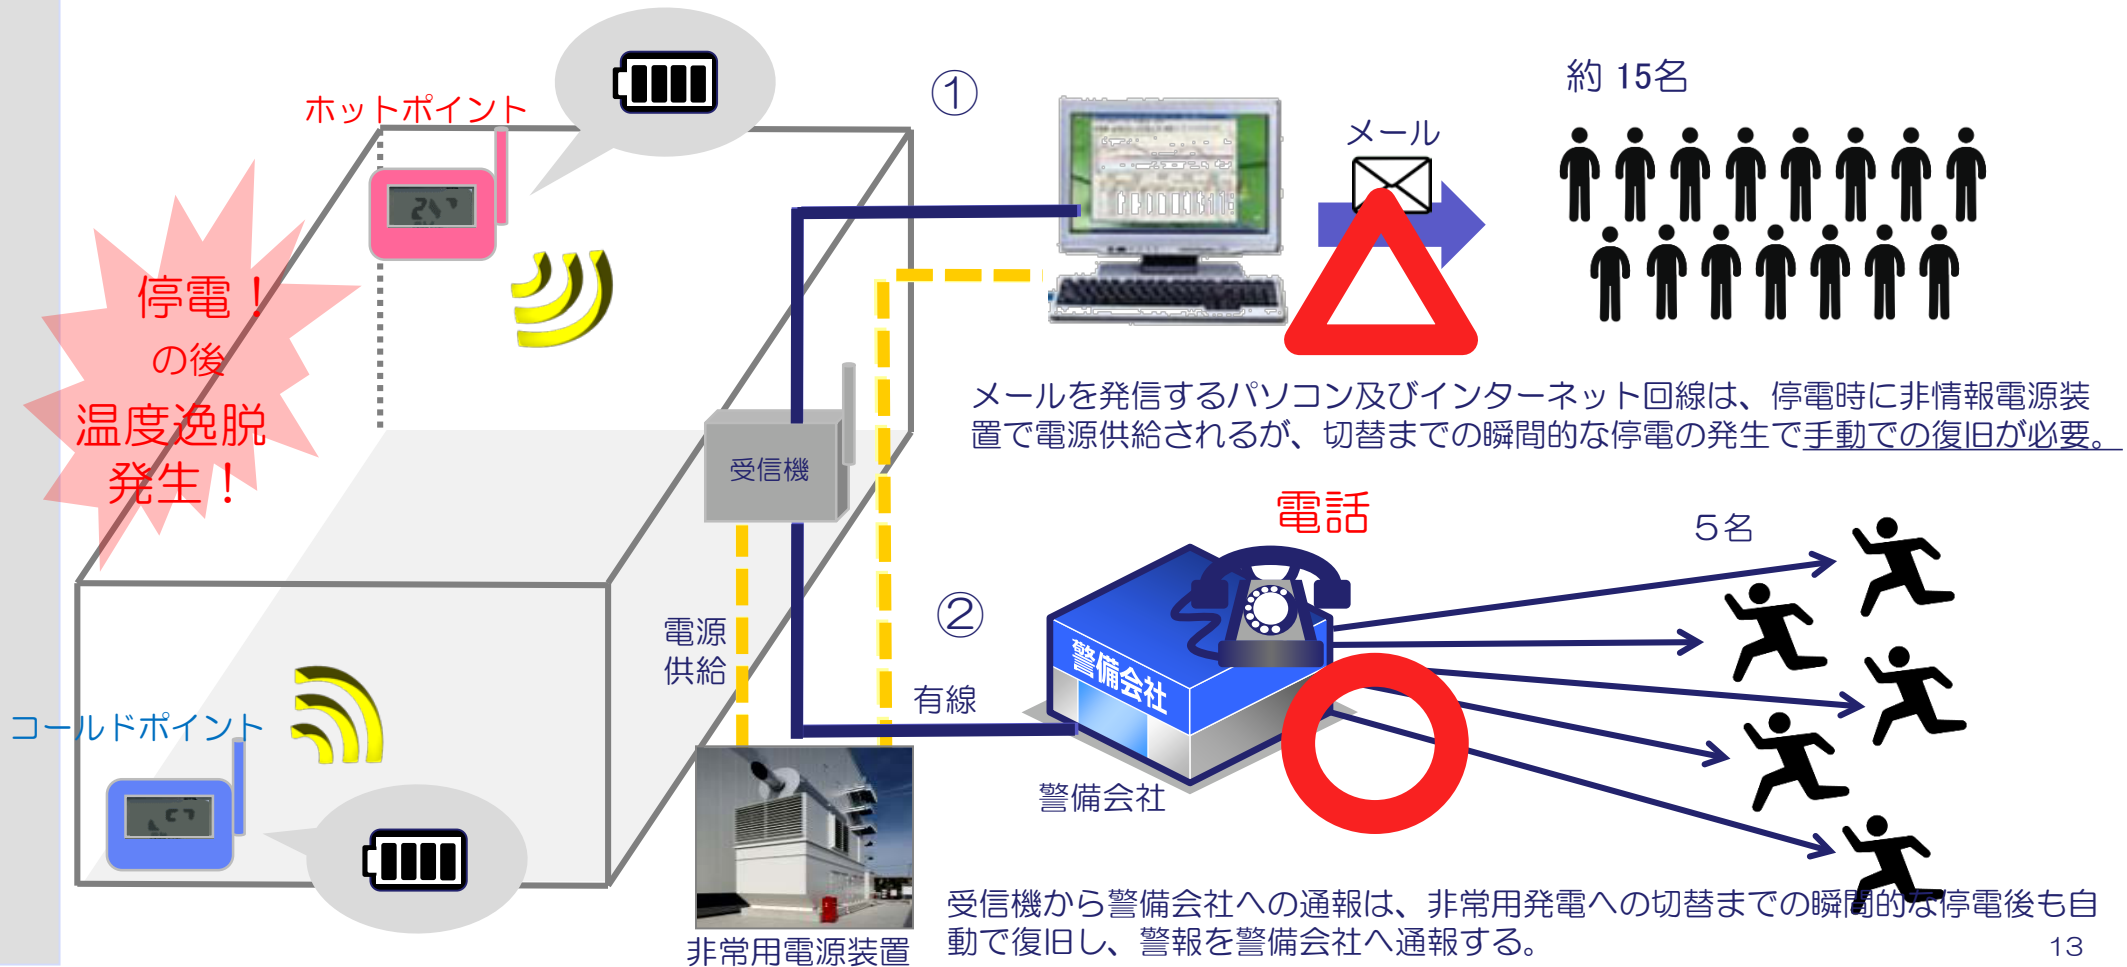 約 15名
①
メール
ホットポイント
停電！
の後
温度逸脱
発生！
メールを発信するパソコン及びインターネット回線は、停電時に非情報電源装
置で電源供給されるが、切替までの瞬間的な停電の発生で手動での復旧が必要。
受信機
電話
5名
②
電源
供給
有線
警備会社
コールドポイント
警備会社
受信機から警備会社への通報は、非常用発電への切替までの瞬間的な停電後も自
動で復旧し、警報を警備会社へ通報する。
非常用電源装置
13